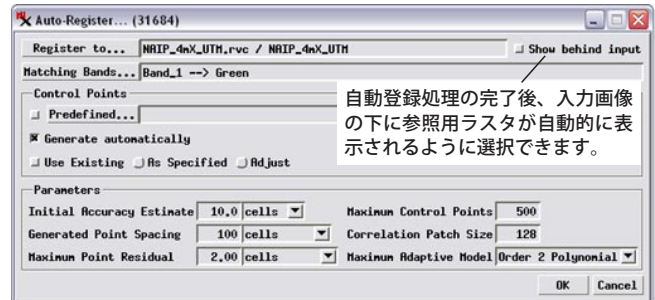 Auto-Register... (31684)
Register to... NAIP_4mX_UTM.rvc / NAIP_4mX_UTM Show behind input
Matching Bands... Band_1 --> Green
Control Points
Predefined...
Generate automatically
Use Existing As Specified Adjust
自動登録処理の完了後、入力画像
の下に参照用ラスタが自動的に表
示されるように選択できます。
Parameters
Initial Accuracy Estimate 10.0 cells Maximum Control Points 500
Generated Point Spacing 100 cells Correlation Patch Size 128
Maximum Point Residual 2.00 cells Maximum Adaptive Model Order 2 Polynomial
OK Cancel